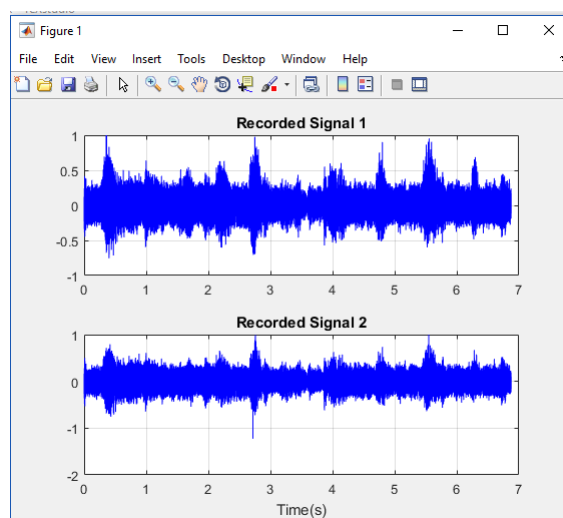 Figure 1
File Edit View Insert Tools Desktop Window Help
Recorded Signal 1
1
0.5
0
-0.5
-1
0 1 2 3 4 5 6 7
Recorded Signal 2
1
0
-1
-2
0 1 2 3 4 5 6 7
Time(s)